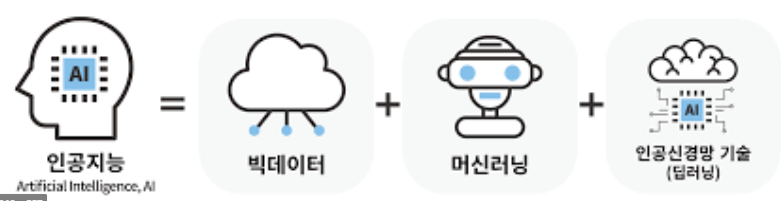 AI
인공지능
Artificial Intelligence, AI
=
빅데이터
+
머신러닝
+
AI
인공신경망 기술
(딥러닝)